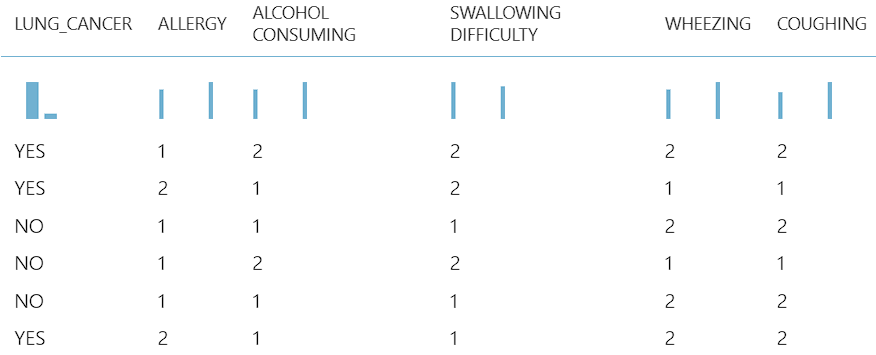 LUNG_CANCER ALLERGY ALCOHOL CONSUMING SWALLOWING DIFFICULTY WHEEZING COUGHING
YES 1 2 2 2 2
YES 2 1 2 1 1
NO 1 1 1 2 2
NO 1 2 2 1 1
NO 1 1 1 2 2
YES 2 1 1 2 2